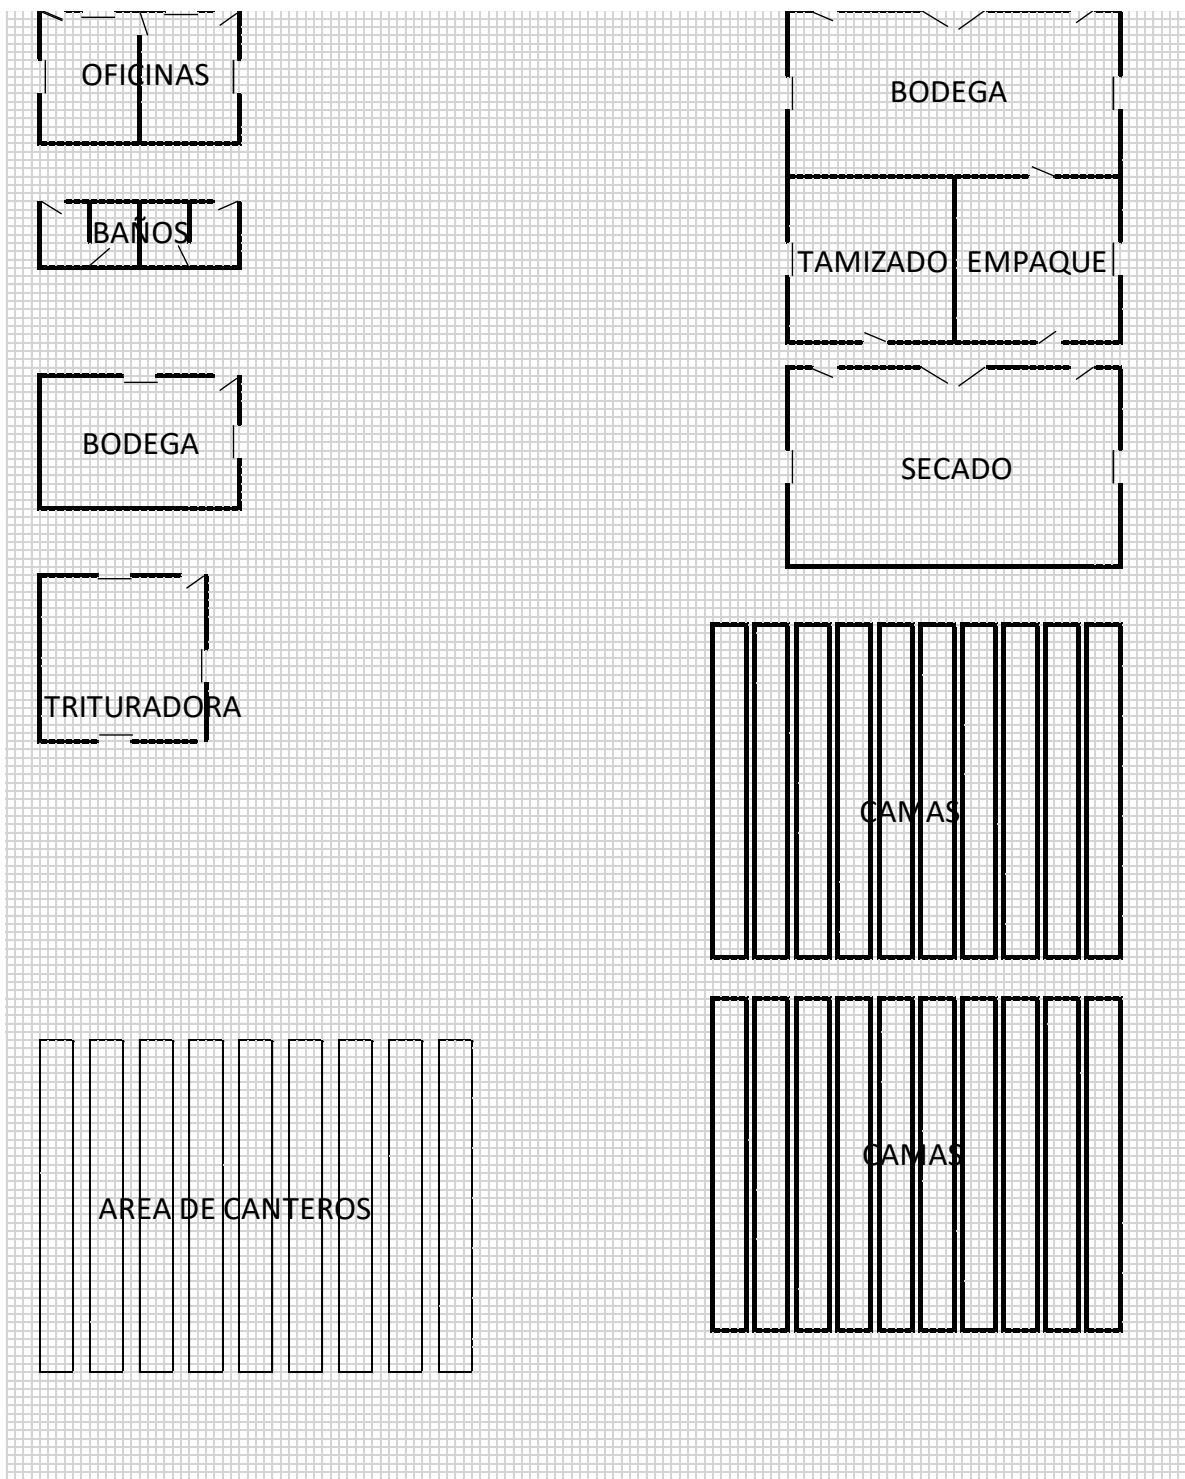 OFICINAS
BODEGA
BAÑOS
TAMIZADO
EMPAQUE
BODEGA
SECADO
TRITURADORA
CAMAS
CAMAS
AREA DE CANTEROS